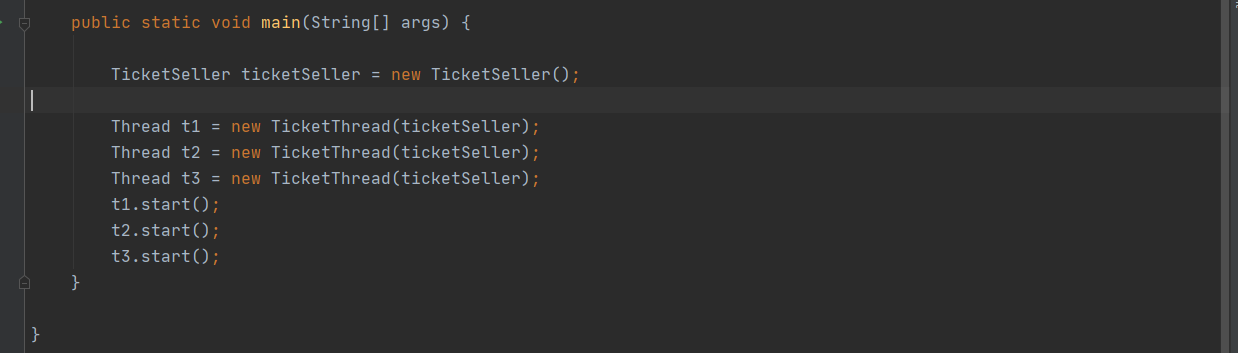 public static void main(String[] args) {
TicketSeller ticketSeller = new TicketSeller();
Thread t1 = new TicketThread(ticketSeller);
Thread t2 = new TicketThread(ticketSeller);
Thread t3 = new TicketThread(ticketSeller);
t1.start();
t2.start();
t3.start();
}
}